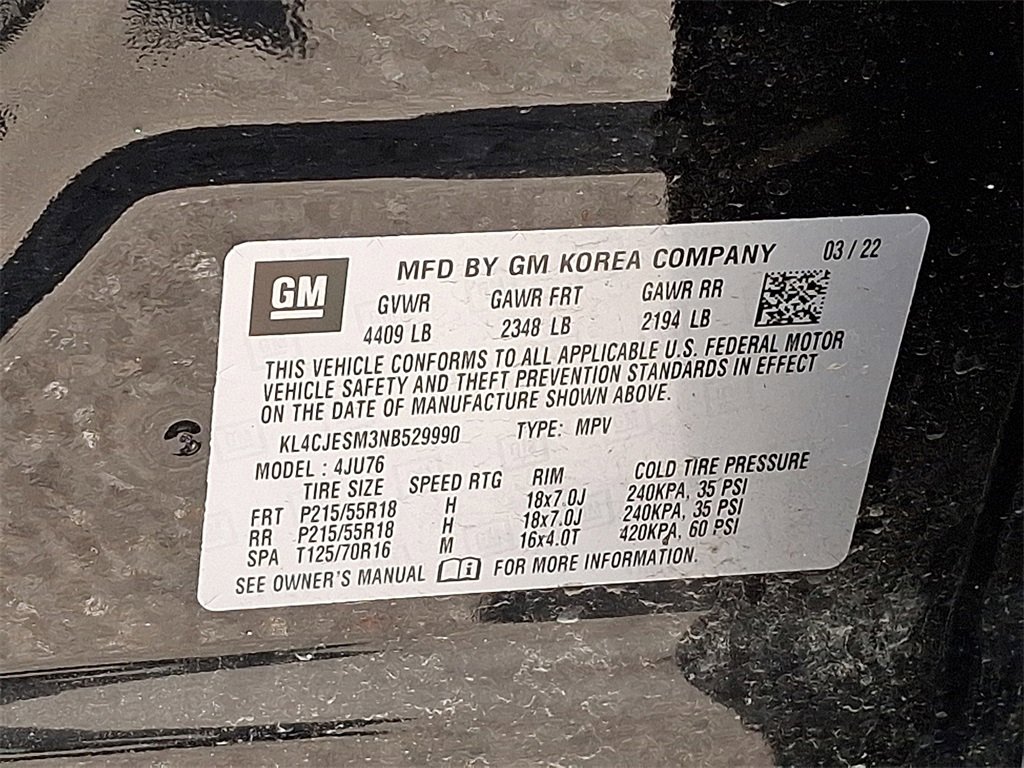 GM
MFD BY GM KOREA COMPANY 03 / 22
GVWR GAWR FRT GAWR RR
4409 LB 2348 LB 2194 LB
THIS VEHICLE CONFORMS TO ALL APPLICABLE U.S. FEDERAL MOTOR
VEHICLE SAFETY AND THEFT PREVENTION STANDARDS IN EFFECT
ON THE DATE OF MANUFACTURE SHOWN ABOVE.
KL4CJESM3NB529990 TYPE: MPV
MODEL : 4JU76
TIRE SIZE SPEED RTG RIM COLD TIRE PRESSURE
FRT P215/55R18 H 18x7.0J 240KPA, 35 PSI
RR P215/55R18 H 18x7.0J 240KPA, 35 PSI
SPA T125/70R16 M 16x4.0T 420KPA, 60 PSI
SEE OWNER'S MANUAL i FOR MORE INFORMATION.